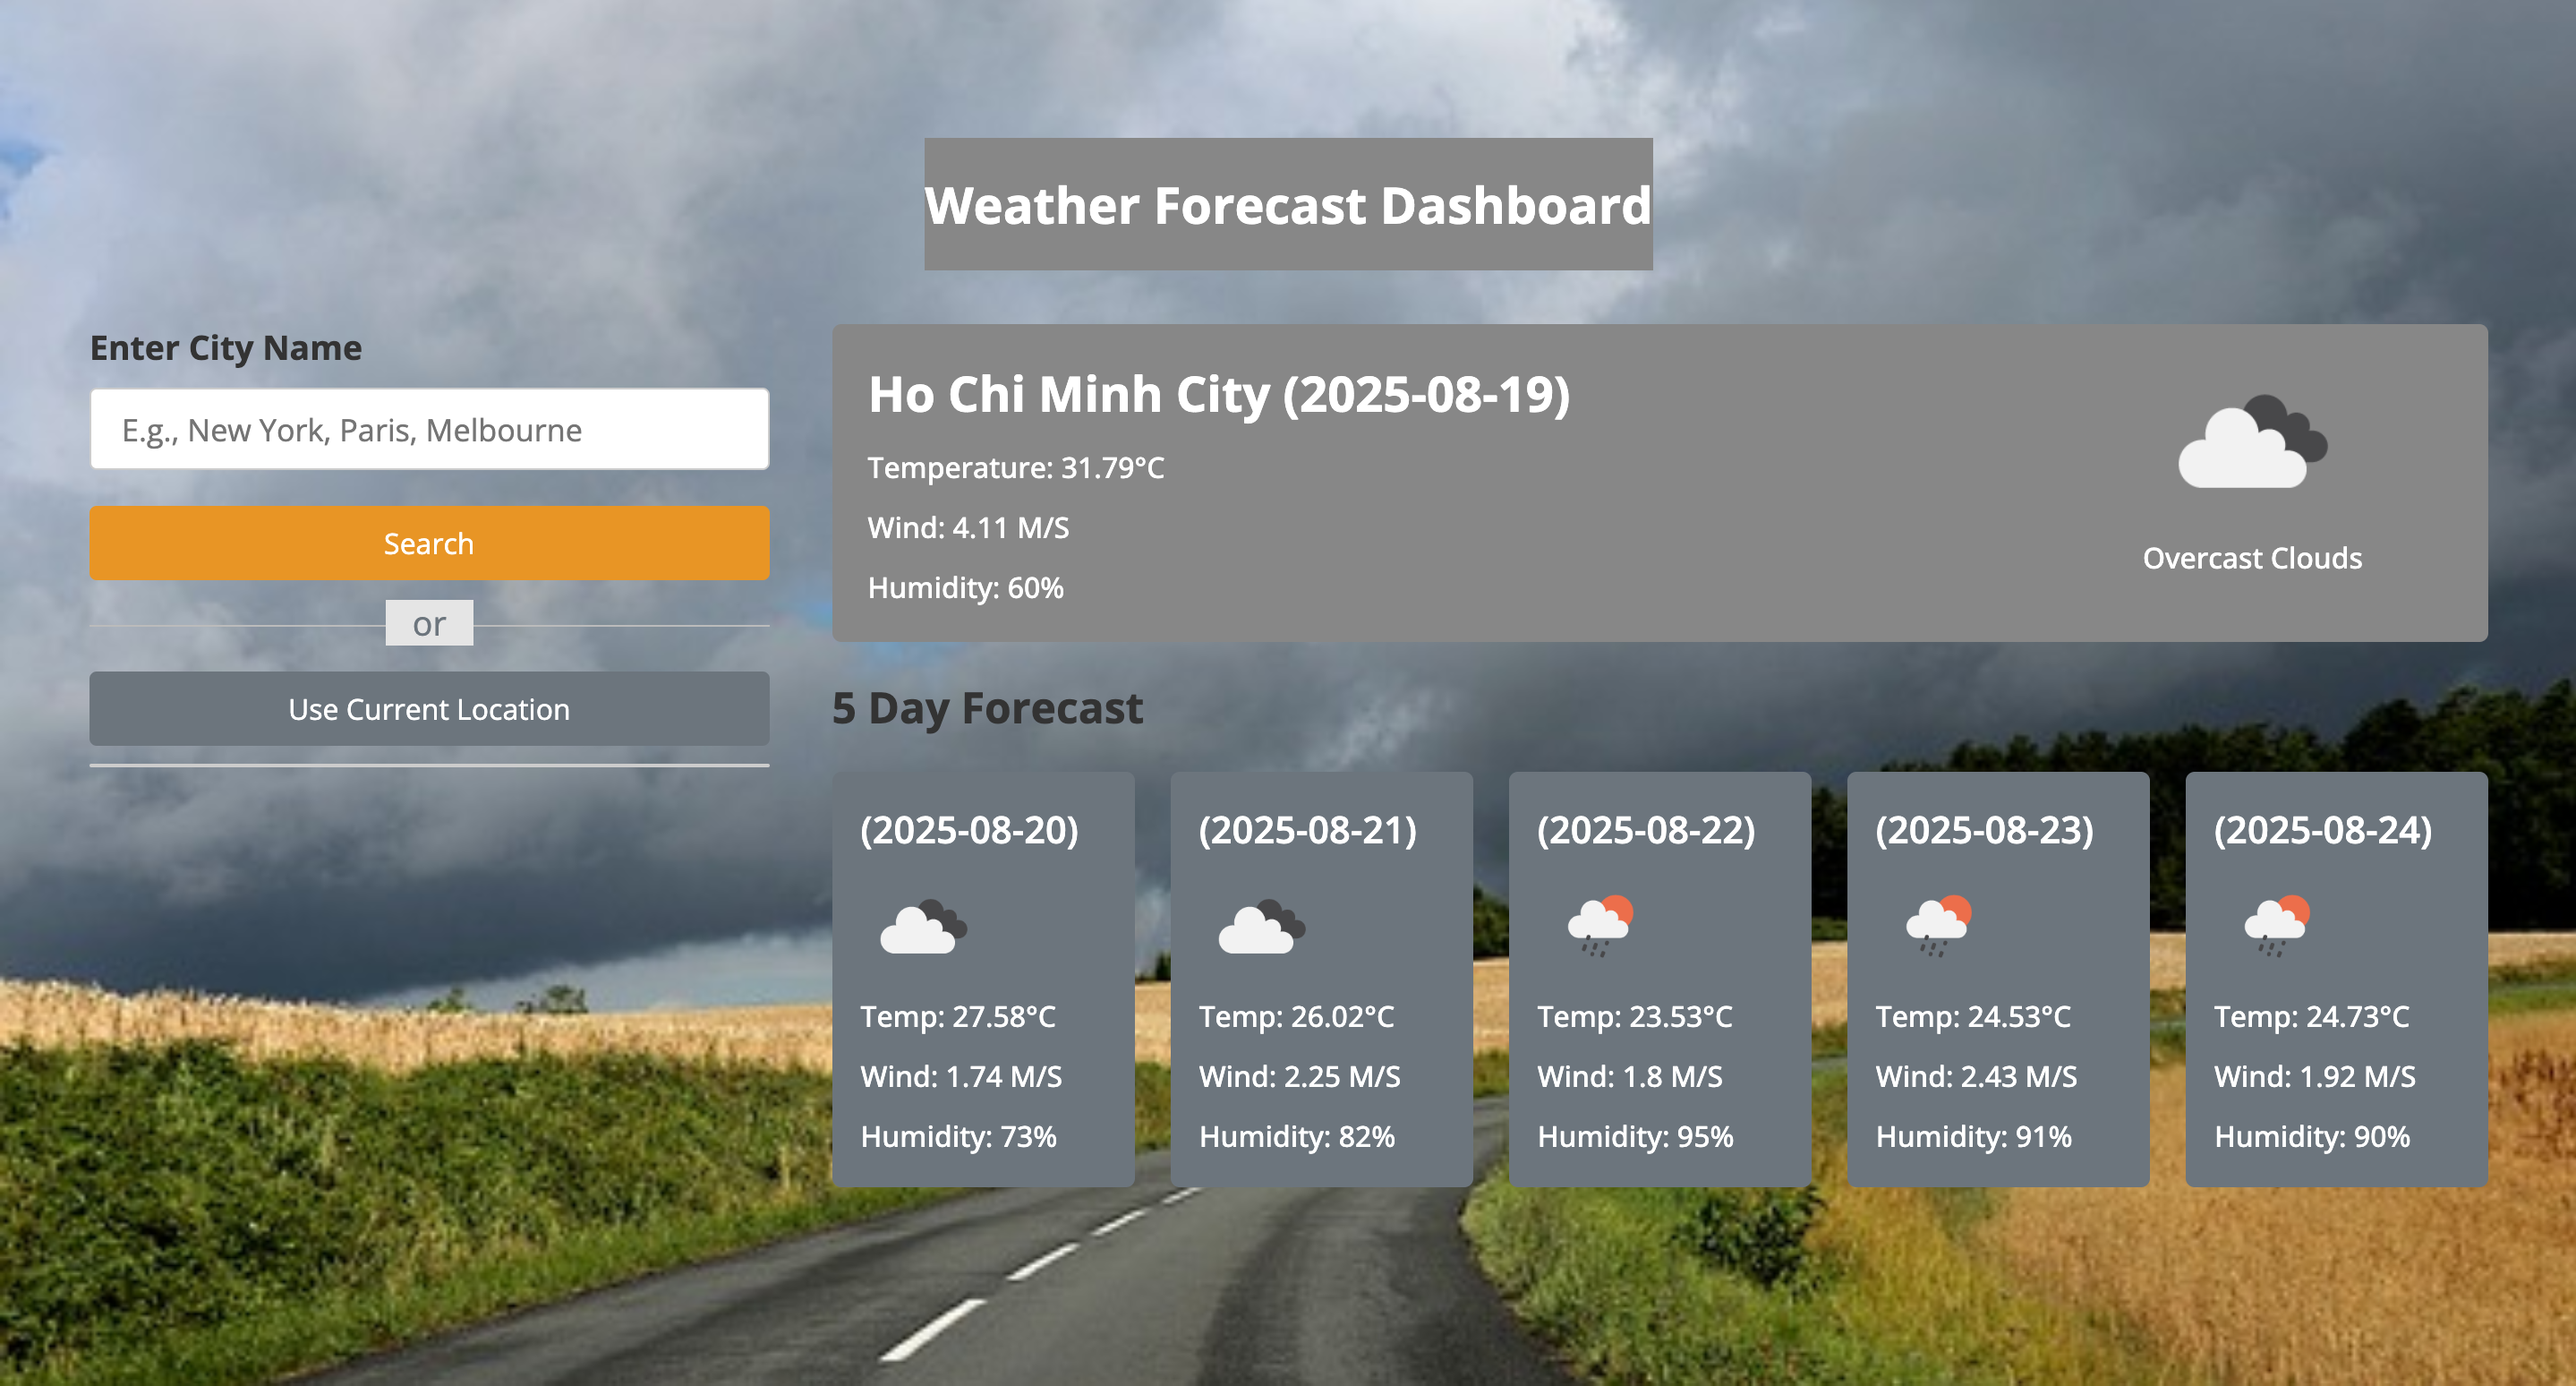 Weather Forecast Dashboard
Enter City Name
E.g., New York, Paris, Melbourne
Search
or
Use Current Location
Ho Chi Minh City (2025-08-19)
Temperature: 31.79°C
Wind: 4.11 M/S
Humidity: 60%
Overcast Clouds
5 Day Forecast
(2025-08-20)
Temp: 27.58°C
Wind: 1.74 M/S
Humidity: 73%
(2025-08-21)
Temp: 26.02°C
Wind: 2.25 M/S
Humidity: 82%
(2025-08-22)
Temp: 23.53°C
Wind: 1.8 M/S
Humidity: 95%
(2025-08-23)
Temp: 24.53°C
Wind: 2.43 M/S
Humidity: 91%
(2025-08-24)
Temp: 24.73°C
Wind: 1.92 M/S
Humidity: 90%